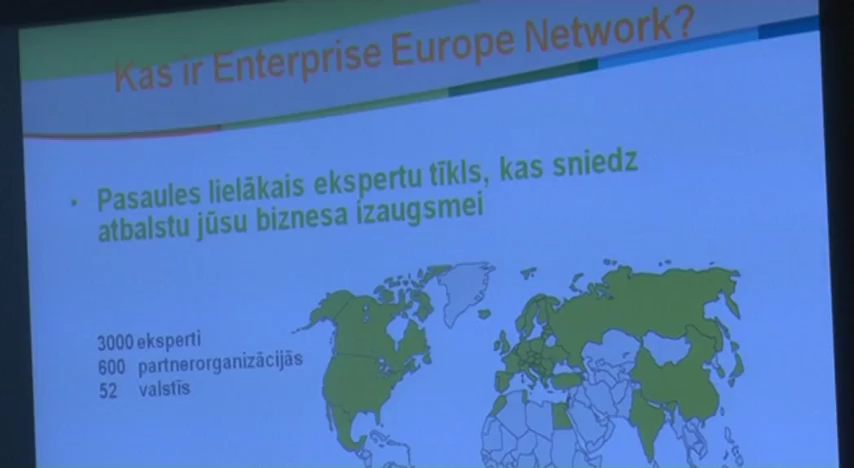 Kas ir Enterprise Europe Network?
• Pasaules lielākais ekspertu tīkls, kas sniedz
atbalstu jūsu biznesa izaugsmei
3000 eksperti
600 partnerorganizācijās
52 valstīs